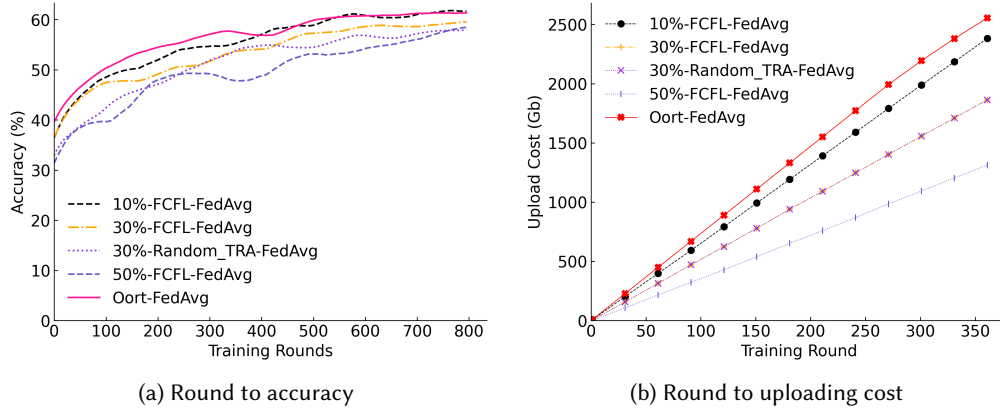 60
50
40
30
20
10
0
Accuracy (%)
10%-FCFL-FedAvg
30%-FCFL-FedAvg
30%-Random_TRA-FedAvg
50%-FCFL-FedAvg
Oort-FedAvg
0 100 200 300 400 500 600 700 800
Training Rounds
(a) Round to accuracy
2500
2000
1500
1000
500
0
Upload Cost (Gb)
10%-FCFL-FedAvg
30%-FCFL-FedAvg
30%-Random_TRA-FedAvg
50%-FCFL-FedAvg
Oort-FedAvg
0 50 100 150 200 250 300 350
Training Round
(b) Round to uploading cost